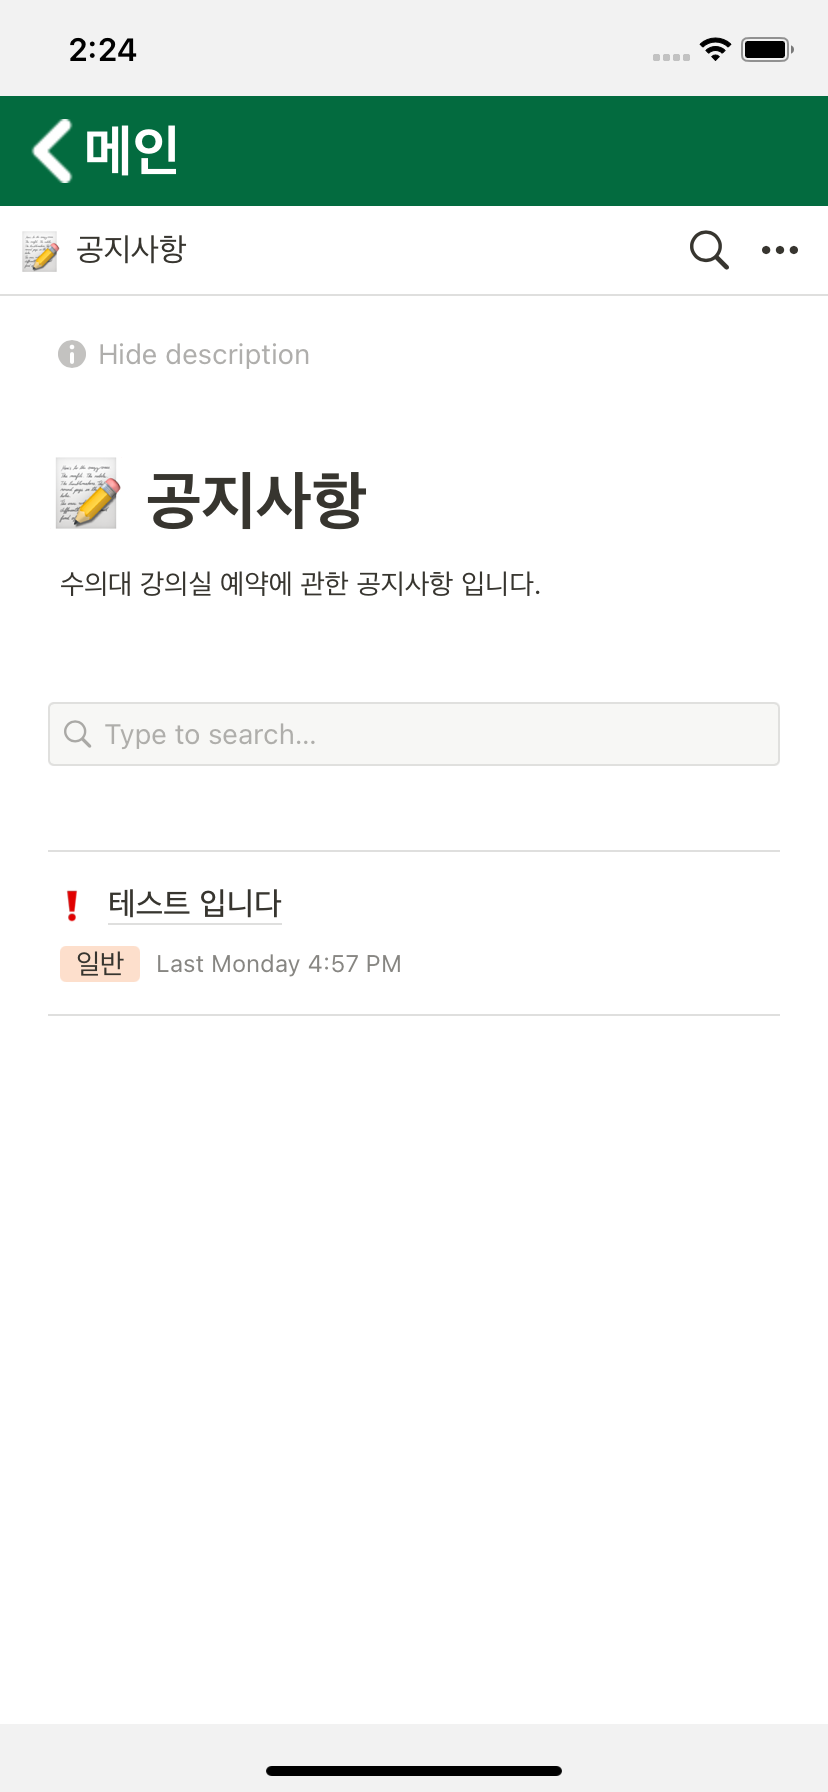 2:24
메인
공지사항
Hide description
공지사항
수의대 강의실 예약에 관한 공지사항 입니다.
Type to search...
테스트 입니다
일반 Last Monday 4:57 PM